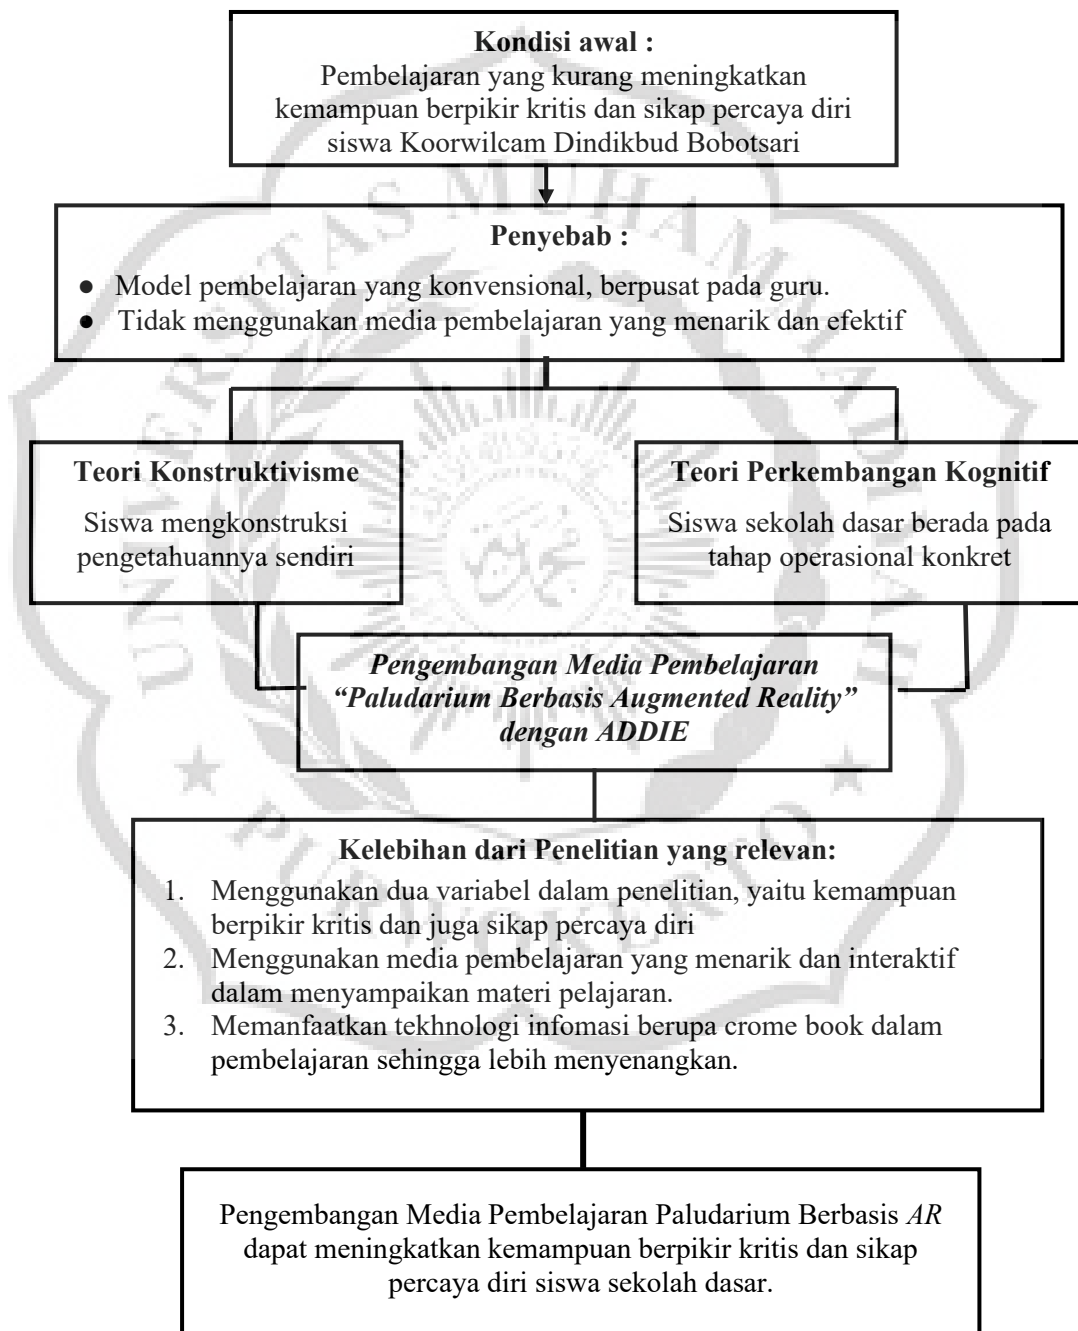 Kondisi awal :
Pembelajaran yang kurang meningkatkan
kemampuan berpikir kritis dan sikap percaya diri
siswa Koorwilcam Dindikbud Bobotsari
Penyebab :
● Model pembelajaran yang konvensional, berpusat pada guru.
● Tidak menggunakan media pembelajaran yang menarik dan efektif
Teori Konstruktivisme
Siswa mengkonstruksi
pengetahuannya sendiri
Teori Perkembangan Kognitif
Siswa sekolah dasar berada pada
tahap operasional konkret
Pengembangan Media Pembelajaran
“Paludarium Berbasis Augmented Reality”
dengan ADDIE
Kelebihan dari Penelitian yang relevan:
1. Menggunakan dua variabel dalam penelitian, yaitu kemampuan
berpikir kritis dan juga sikap percaya diri
2. Menggunakan media pembelajaran yang menarik dan interaktif
dalam menyampaikan materi pelajaran.
3. Memanfaatkan tekhnologi infomasi berupa crome book dalam
pembelajaran sehingga lebih menyenangkan.
Pengembangan Media Pembelajaran Paludarium Berbasis AR
dapat meningkatkan kemampuan berpikir kritis dan sikap
percaya diri siswa sekolah dasar.
UNIVERSITAS MUHAMMADIYAH
PURWOKERTO